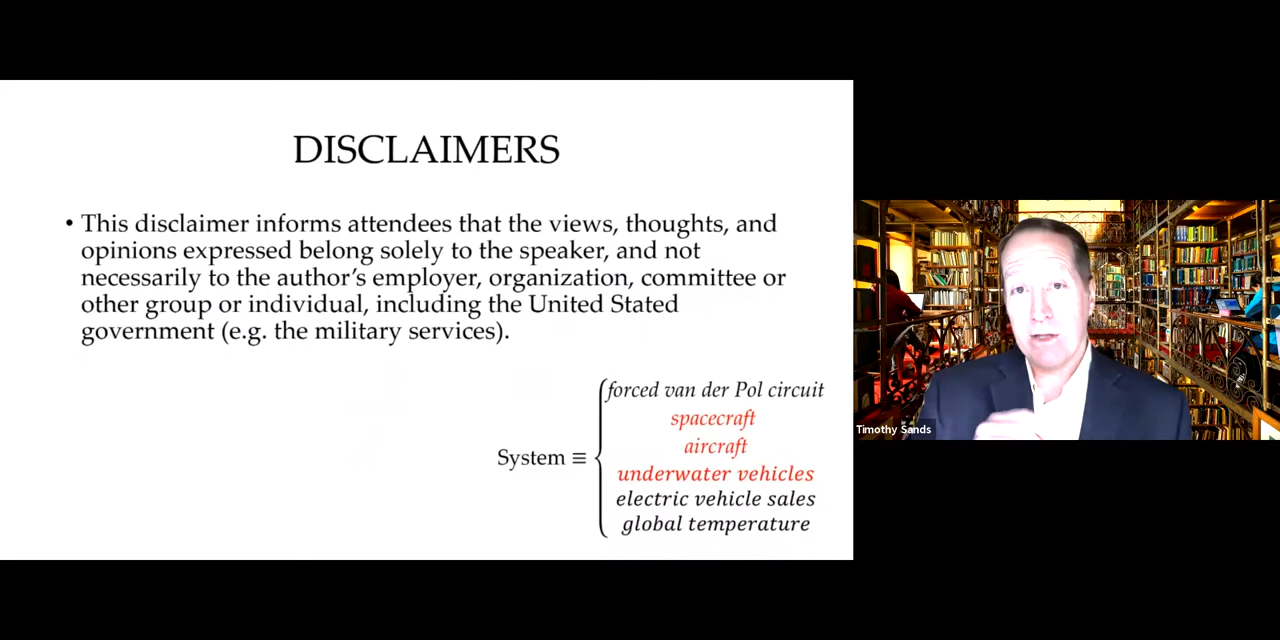 DISCLAIMERS
• This disclaimer informs attendees that the views, thoughts, and
opinions expressed belong solely to the speaker, and not
necessarily to the author's employer, organization, committee or
other group or individual, including the United Stated
government (e.g. the military services).
forced van der Pol circuit
spacecraft
aircraft
System ≡
underwater vehicles
electric vehicle sales
global temperature
Timothy Sands